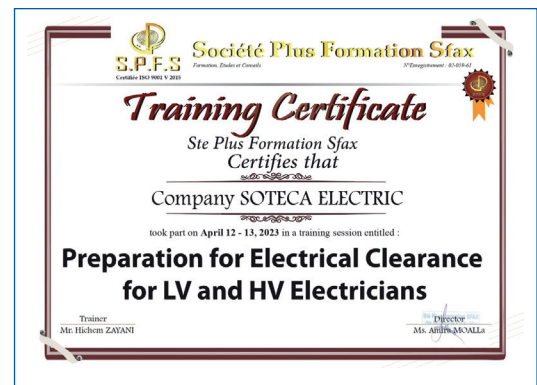 S.P.F.S
Certifiée ISO 9001 V 2015
Société Plus Formation Sfax
Formation, Etudes et Conseils
N°Enregistrement : 82-059-61
Training Certificate
Ste Plus Formation Sfax
Certifies that
Company SOTECA ELECTRIC
took part on April 12 - 13, 2023 in a training session entitled :
Preparation for Electrical Clearance
for LV and HV Electricians
Trainer
Mr. Hichem ZAYANI
Director
Ms. Amira MOALLa